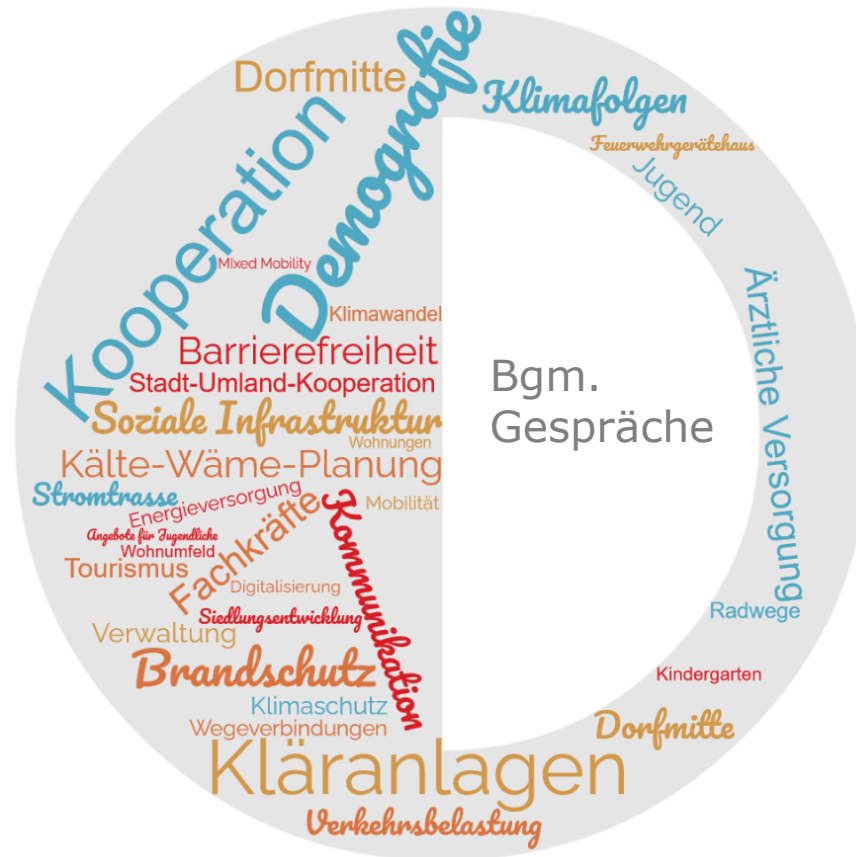 Dorfmitte
Demografie
Klimafolgen
Feuerwehrgerätehaus
Jugend
Kooperation
MIxed Mobility
Klimawandel
Barrierefreiheit
Stadt-Umland-Kooperation
Soziale Infrastruktur
Wohnungen
Kälte-Wäme-Planung
Stromtrasse
Energieversorgung
Fachkräfte
Mobilität
Angebote für Jugendliche
Wohnumfeld
Tourismus
Digitalisierung
Kommunikation
Siedlungsentwicklung
Verwaltung
Brandschutz
Klimaschutz
Wegeverbindungen
Kläranlagen
Verkehrsbelastung
Bgm.
Gespräche
Ärztliche Versorgung
Radwege
Kindergarten
Dorfmitte